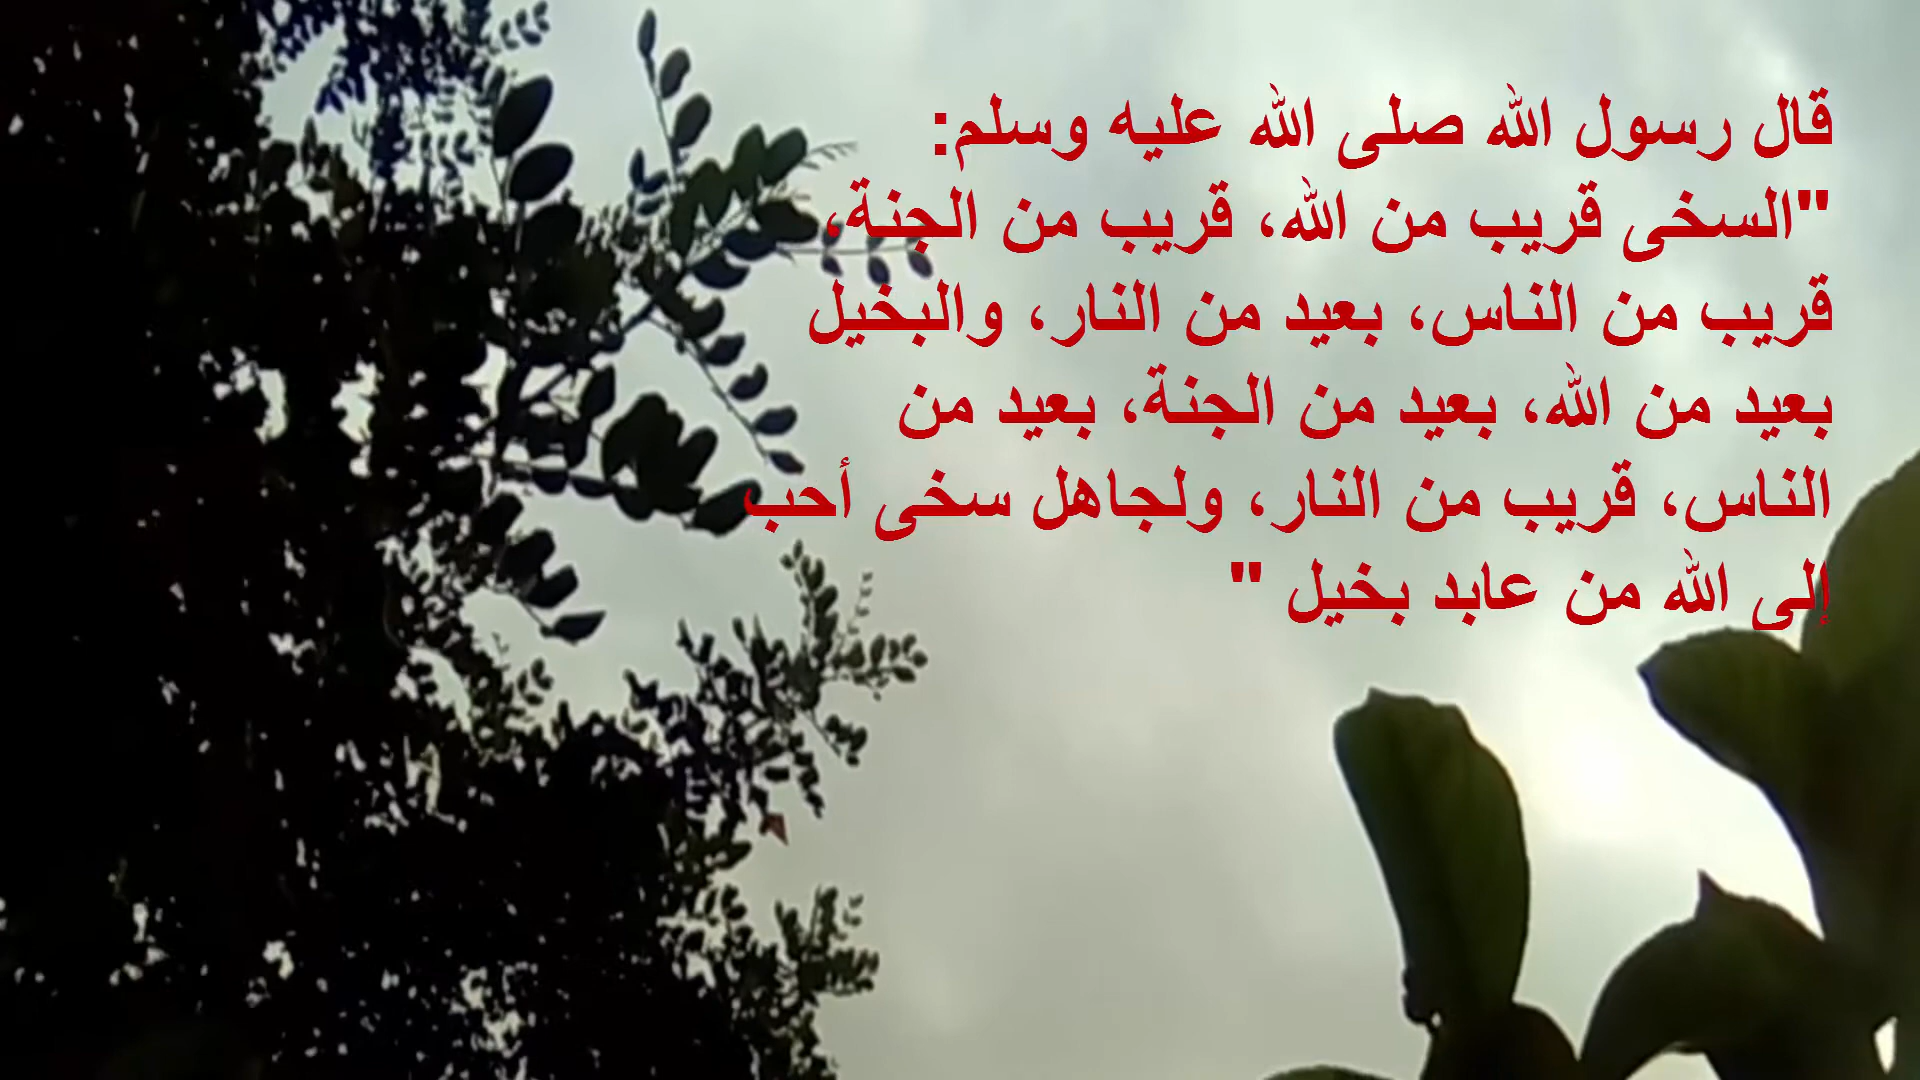 قال رسول الله صلى الله عليه وسلم:
"السخى قريب من الله، قريب من الجنة،
قريب من الناس، بعيد من النار، والبخيل
بعيد من الله، بعيد من الجنة، بعيد من
الناس، قريب من النار، ولجاهل سخى أحب
إلى الله من عابد بخيل "